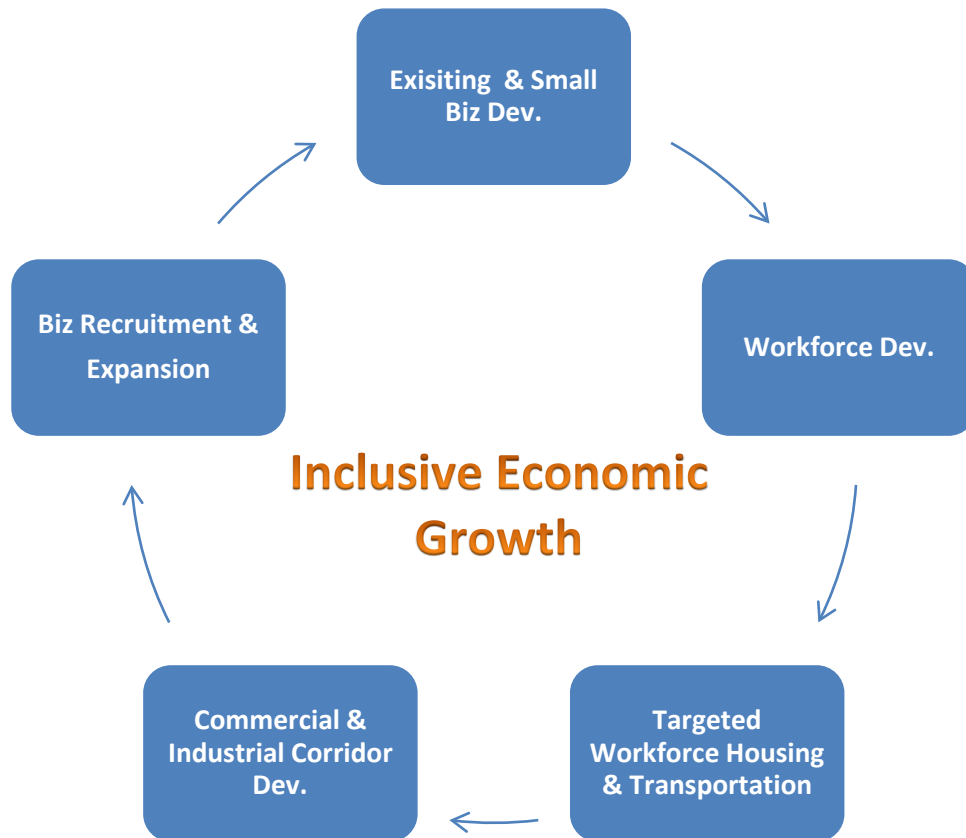 Exisiting & Small
Biz Dev.
Biz Recruitment &
Expansion
Workforce Dev.
Inclusive Economic
Growth
Commercial &
Industrial Corridor
Dev.
Targeted
Workforce Housing
& Transportation